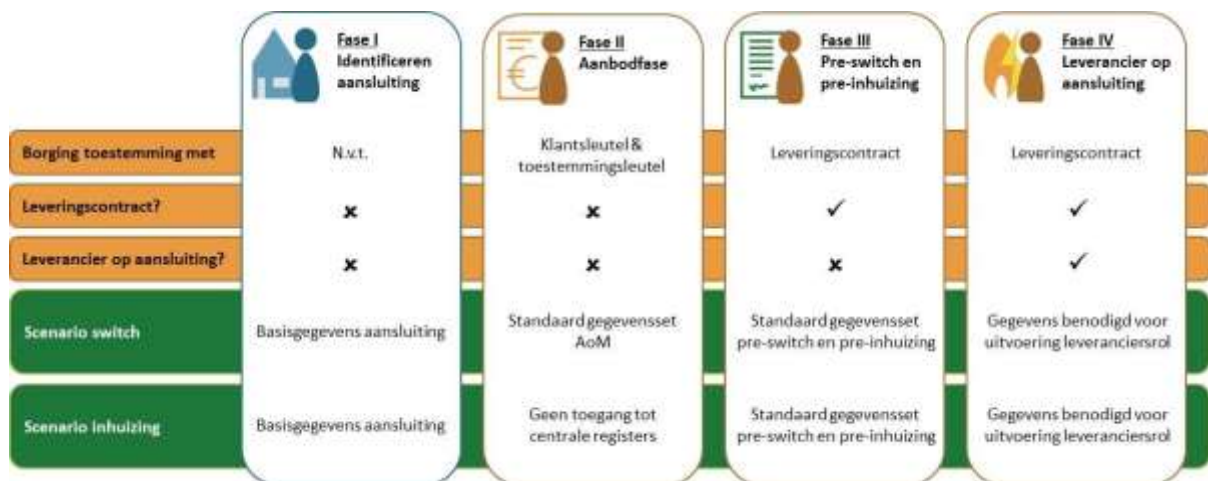 Fase I
Identificeren
aansluiting
Fase II
Aanbodfase
Fase III
Pre-switch en
pre-inhuizing
Fase IV
Leverancier op
aansluiting
Borging toestemming met
N.v.t.
Klantsleutel &
toestemmingsleutel
Leveringscontract
Leveringscontract
Leveringscontract?
Leverancier op aansluiting?
Scenario switch
Basisgegevens aansluiting
Standaard gegevensset
AoM
Standaard gegevensset
pre-switch en pre-inhuizing
Gegevens benodigd voor
uitvoering leveranciersrol
Scenario inhuizing
Basisgegevens aansluiting
Geen toegang tot
centrale registers
Standaard gegevensset
pre-switch en pre-inhuizing
Gegevens benodigd voor
uitvoering leveranciersrol